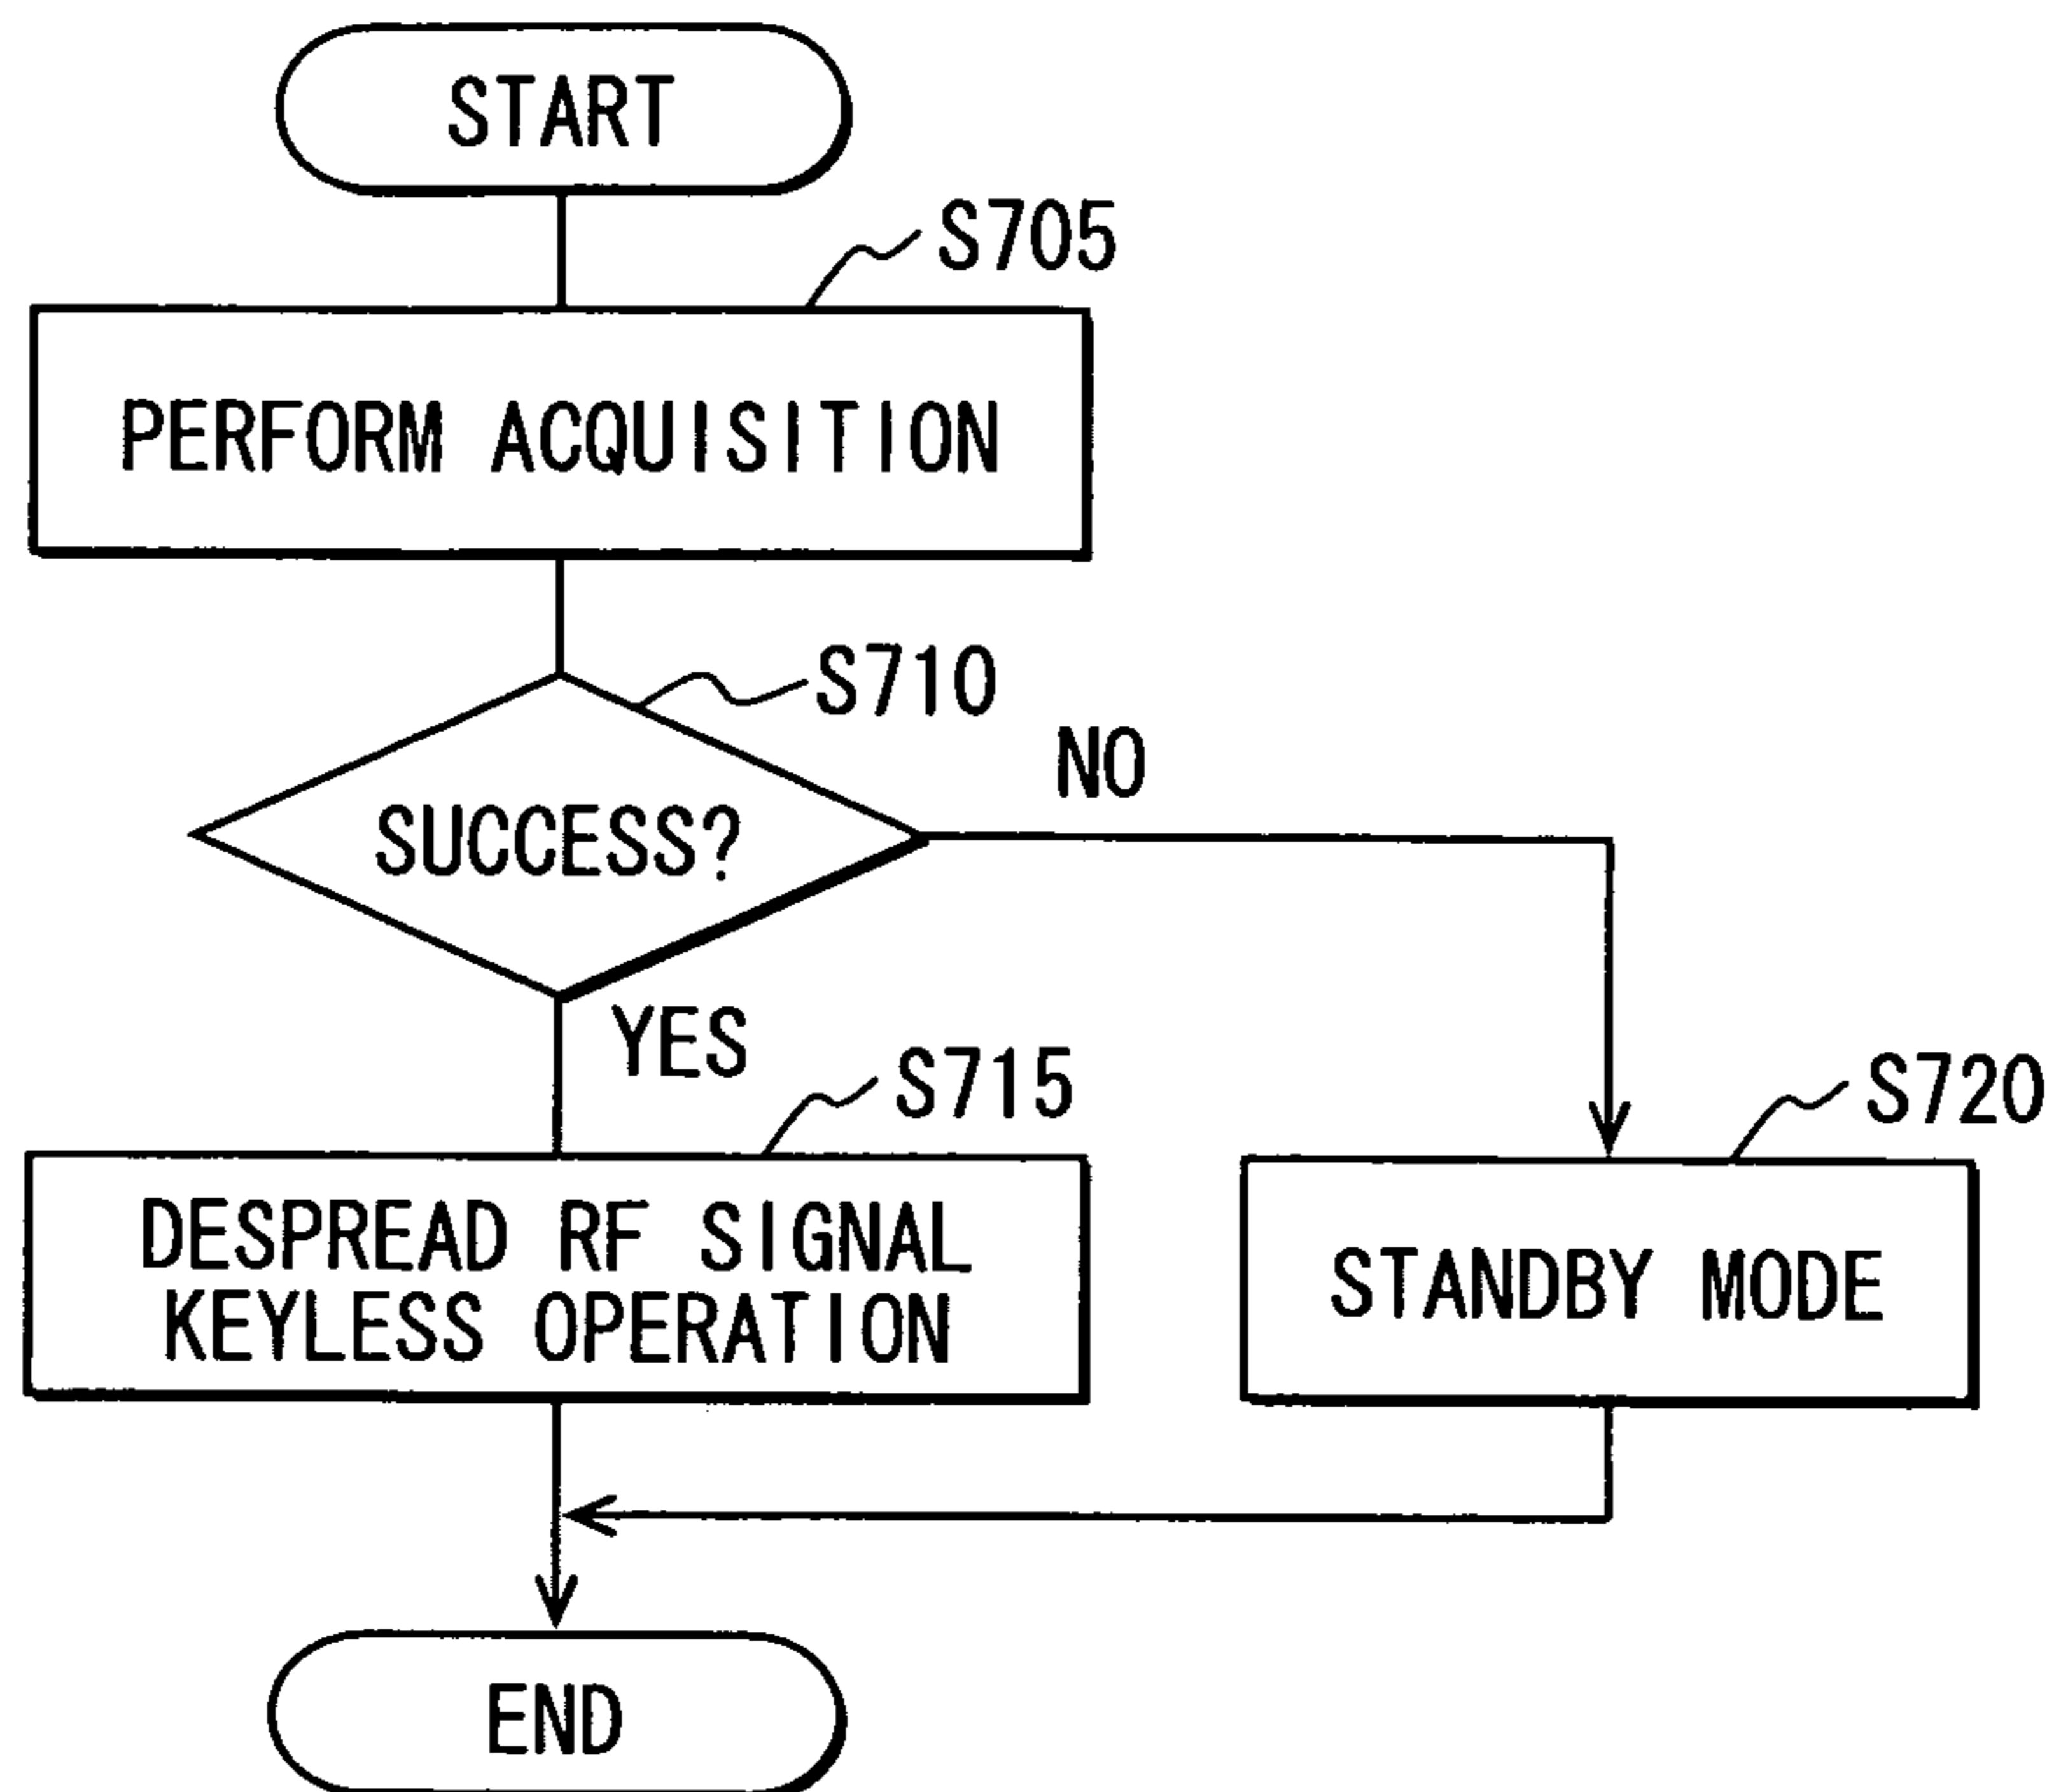 START
S705
PERFORM ACQUISITION
S710
SUCCESS?
NO
YES
S715
DESPREAD RF SIGNAL
KEYLESS OPERATION
S720
STANDBY MODE
END